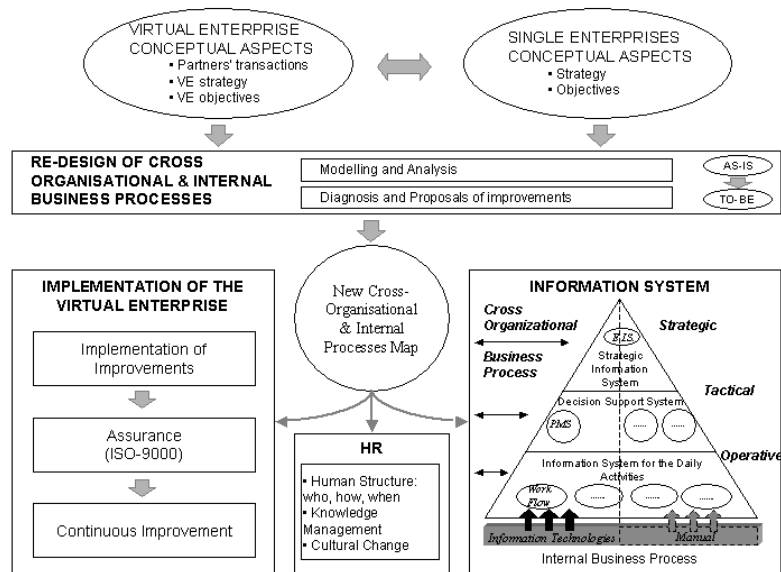 VIRTUAL ENTERPRISE
CONCEPTUAL ASPECTS
▪ Partners' transactions
▪ VE strategy
▪ VE objectives
SINGLE ENTERPRISES
CONCEPTUAL ASPECTS
▪ Strategy
▪ Objectives
RE-DESIGN OF CROSS
ORGANISATIONAL & INTERNAL
BUSINESS PROCESSES
Modelling and Analysis
Diagnosis and Proposals of improvements
AS-IS
TO-BE
IMPLEMENTATION OF THE
VIRTUAL ENTERPRISE
Implementation of
Improvements
Assurance
(ISO-9000)
Continuous Improvement
New Cross-
Organisational
& Internal
Processes Map
HR
▪ Human Structure:
who, how, when
▪ Knowledge
Management
▪ Cultural Change
INFORMATION SYSTEM
Cross
Organizational
Business
Process
Strategic
Tactical
Operative
E.I.S.
Strategic
Information
System
Decision Support System
PMS
......
......
Information System for the Daily
Activities
Work
Flow
......
......
......
Information Technologies
Manual
Internal Business Process